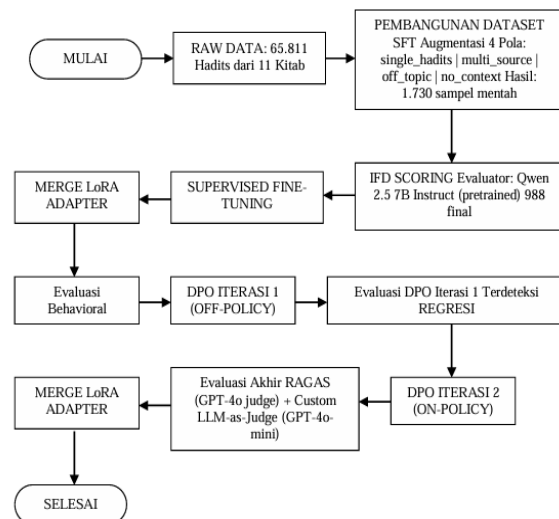 MULAI
RAW DATA: 65.811
Hadits dari 11 Kitab
PEMBANGUNAN DATASET
SFT Augmentasi 4 Pola:
single_hadits | multi_source |
off_topic | no_context Hasil:
1.730 sampel mentah
IFD SCORING Evaluator: Qwen
2.5 7B Instruct (pretrained) 988
final
SUPERVISED FINE-
TUNING
MERGE LoRA
ADAPTER
Evaluasi
Behavioral
DPO ITERASI 1
(OFF-POLICY)
Evaluasi DPO Iterasi 1 Terdeteksi
REGRESI
DPO ITERASI 2
(ON-POLICY)
Evaluasi Akhir RAGAS
(GPT-4o judge) + Custom
LLM-as-Judge (GPT-4o-
mini)
MERGE LoRA
ADAPTER
SELESAI